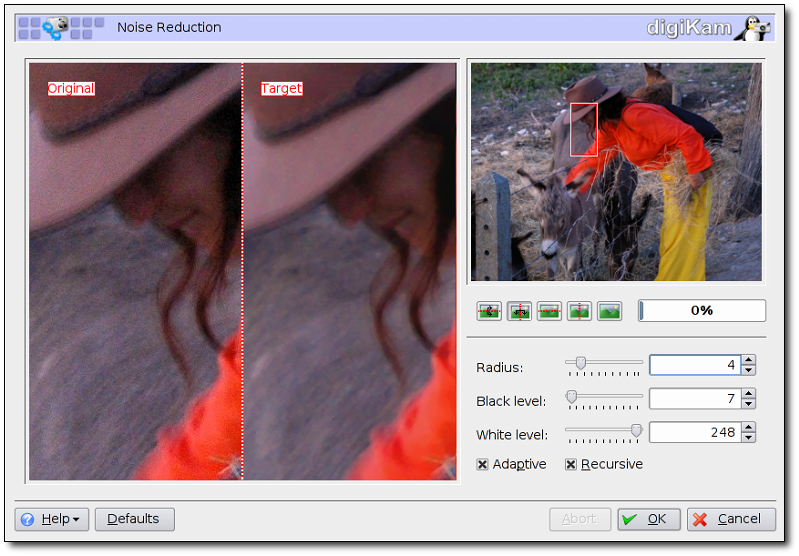 Noise Reduction
digiKam
Original
Target
0%
Radius:
4
Black level:
7
White level:
248
Adaptive
Recursive
Help
Defaults
Abort
OK
Cancel